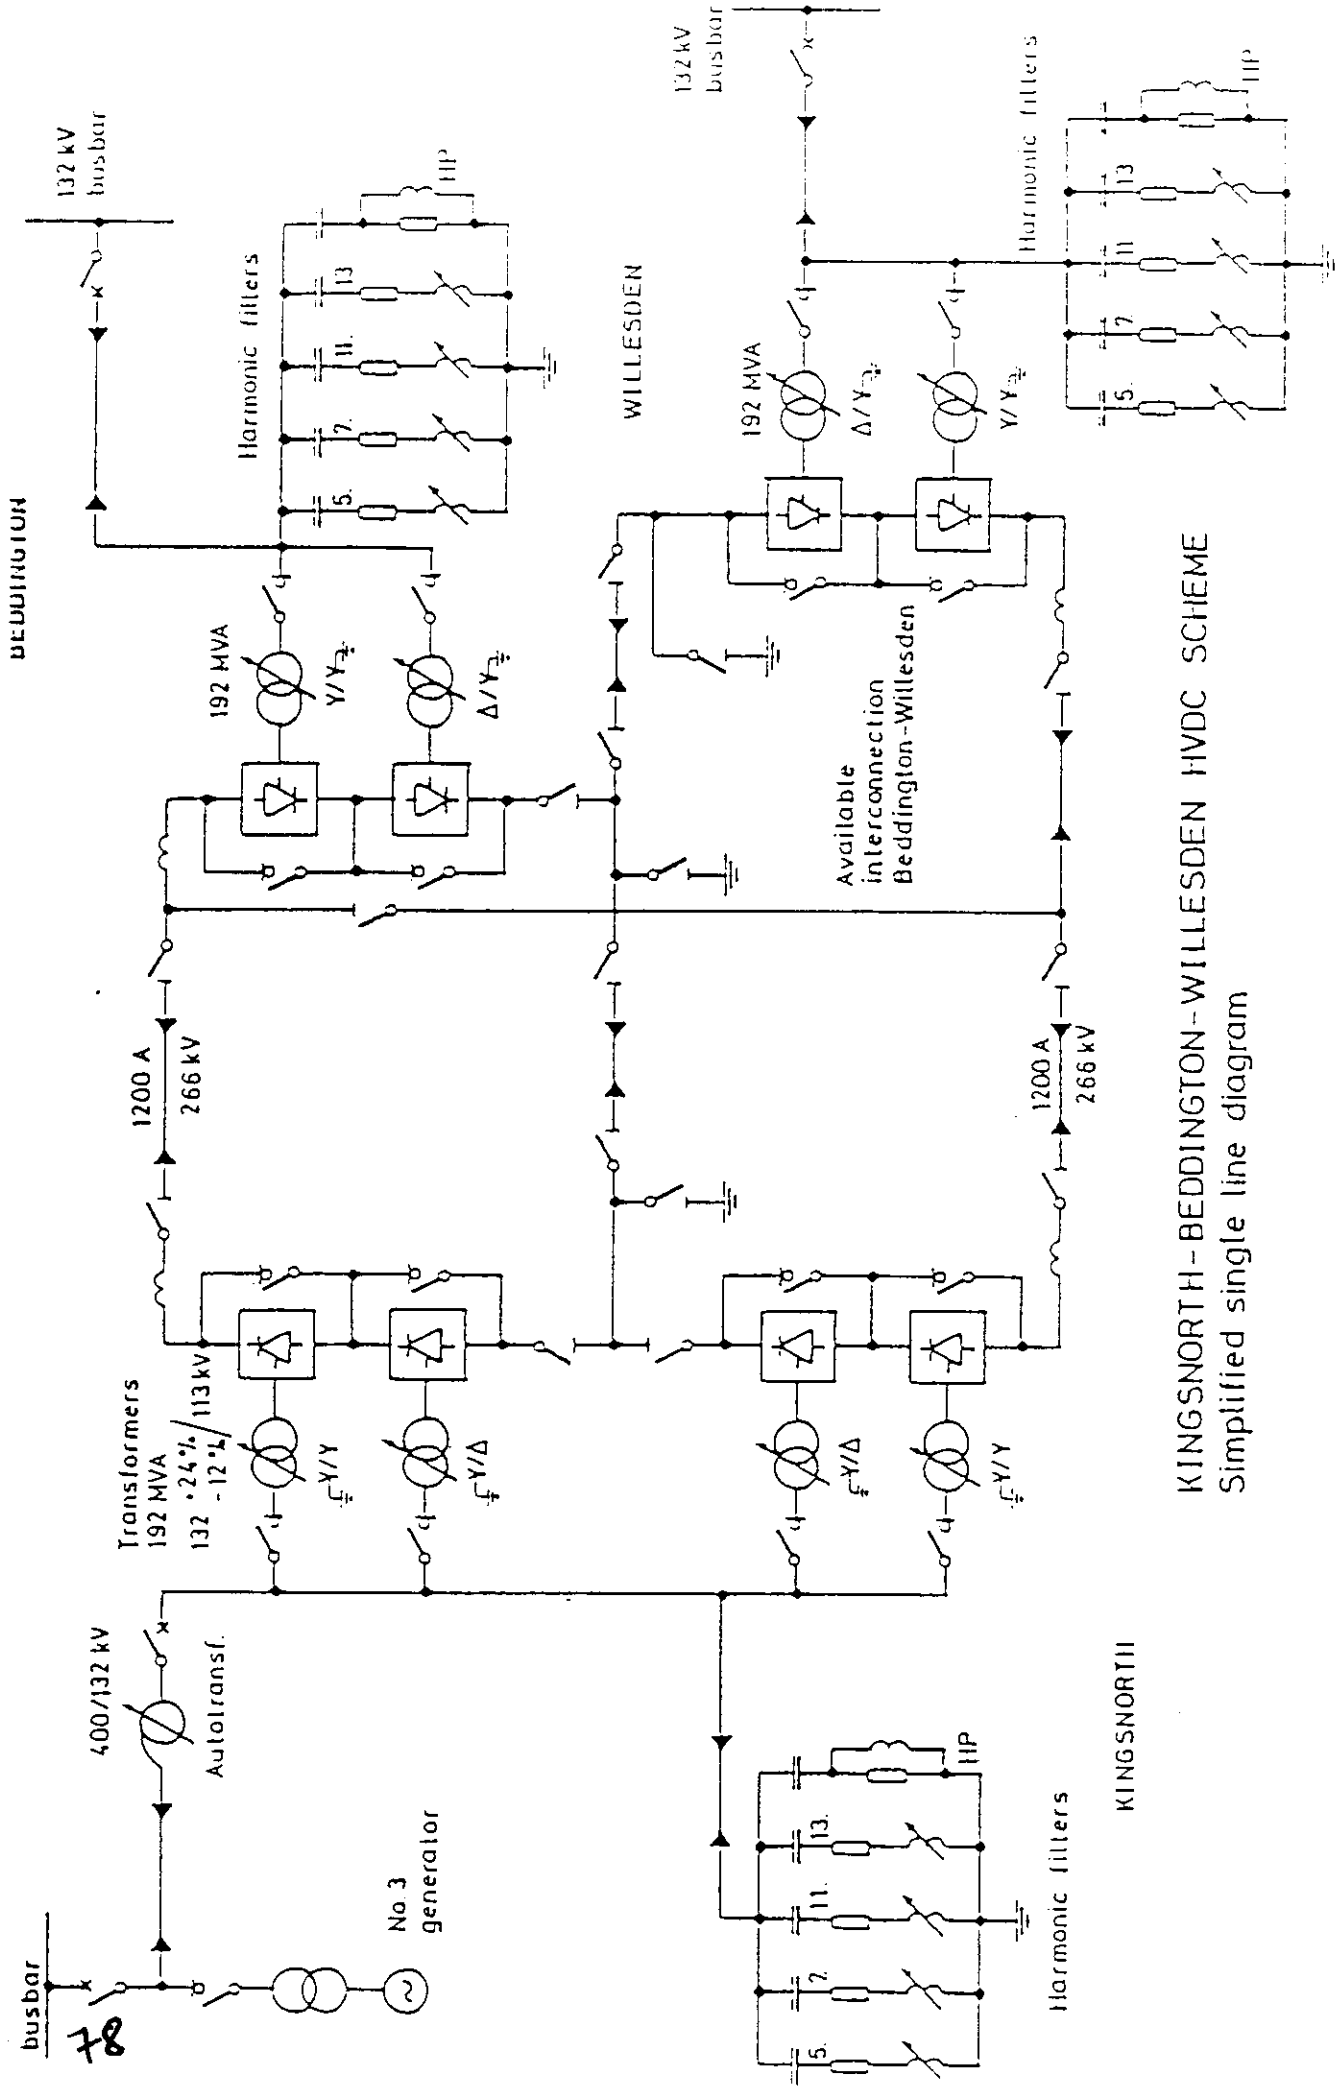 BEDDINGTON
132 kV
busbar
Harmonic filters
5.
7.
11.
13
HP
192 MVA
Y/Y
Δ/Y
132 kV
busbar
WILLESDEN
192 MVA
Δ/Y
Y/Y
Harmonic filters
5.
7.
11
13
HP
Available
interconnection
Beddington-Willesden
1200 A
266 kV
1200 A
266 kV
Transformers
192 MVA
132 +24% / 113 kV
-12%
Y/Y
Y/Δ
Y/Δ
Y/Y
400/132 kV
Autotransf.
busbar
78
No.3
generator
~
5.
7.
11.
13.
HP
Harmonic filters
KINGSNORTH
KINGSNORTH-BEDDINGTON-WILLESDEN HVDC SCHEME
Simplified single line diagram